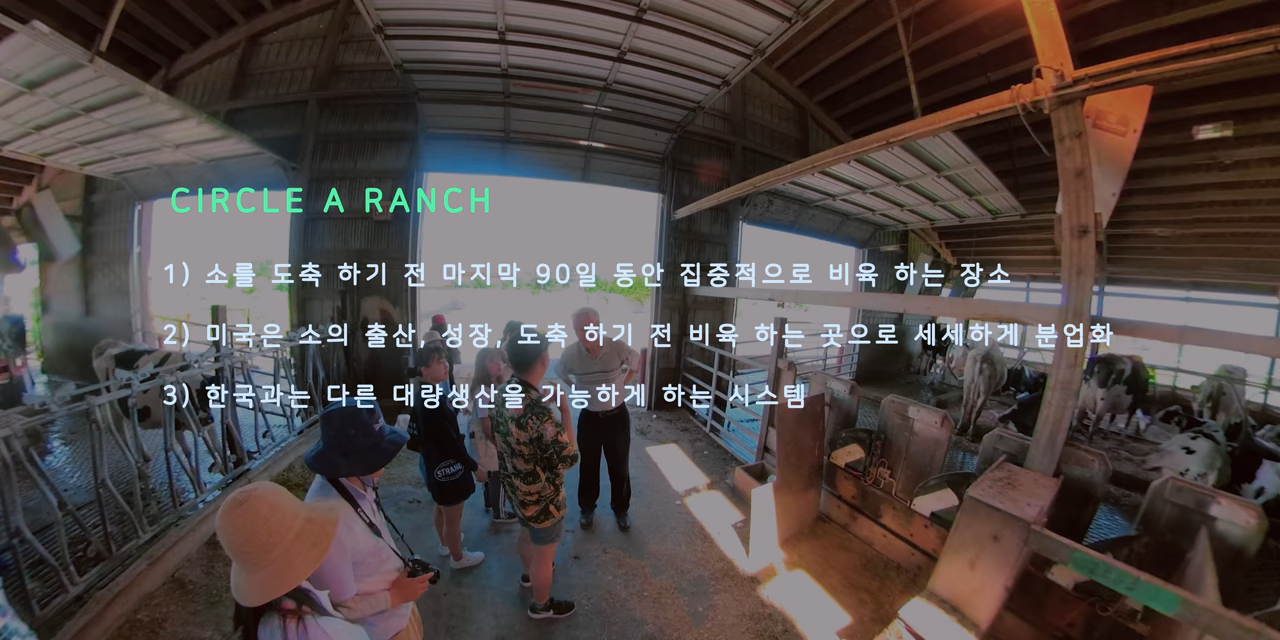 CIRCLE A RANCH
1) 소를 도축 하기 전 마지막 90일 동안 집중적으로 비육 하는 장소
2) 미국은 소의 출산, 성장, 도축 하기 전 비육 하는 곳으로 세세하게 분업화
3) 한국과는 다른 대량생산을 가능하게 하는 시스템
STRANG